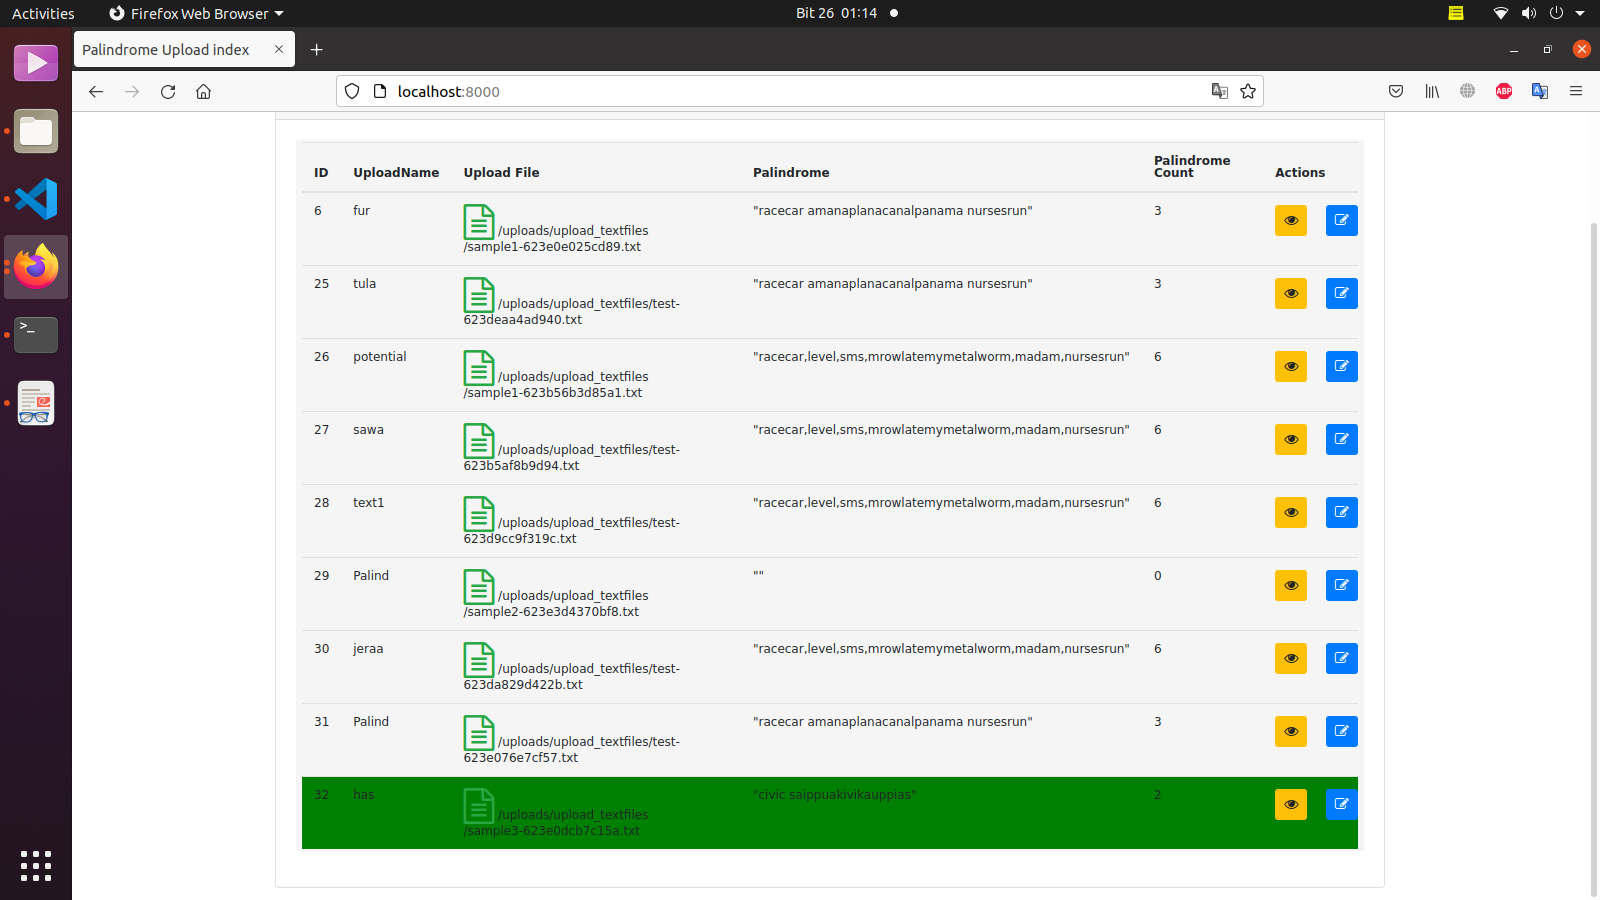 Activities Firefox Web Browser Bit 26 01:14
Palindrome Upload index
localhost:8000
ABP
ID UploadName Upload File Palindrome Palindrome Count Actions
6 fur /uploads/upload_textfiles "racecar amanaplanacanalpanama nursesrun" 3
/sample1-623e0e025cd89.txt
25 tula /uploads/upload_textfiles/test- "racecar amanaplanacanalpanama nursesrun" 3
623deaa4ad940.txt
26 potential /uploads/upload_textfiles "racecar,level,sms,mrowlatemymetalworm,madam,nursesrun" 6
/sample1-623b56b3d85a1.txt
27 sawa /uploads/upload_textfiles/test- "racecar,level,sms,mrowlatemymetalworm,madam,nursesrun" 6
623b5af8b9d94.txt
28 text1 /uploads/upload_textfiles/test- "racecar,level,sms,mrowlatemymetalworm,madam,nursesrun" 6
623d9cc9f319c.txt
29 Palind /uploads/upload_textfiles "" 0
/sample2-623e3d4370bf8.txt
30 jeraa /uploads/upload_textfiles/test- "racecar,level,sms,mrowlatemymetalworm,madam,nursesrun" 6
623da829d422b.txt
31 Palind /uploads/upload_textfiles/test- "racecar amanaplanacanalpanama nursesrun" 3
623e076e7cf57.txt
32 has /uploads/upload_textfiles "civic saippuakivikauppias" 2
/sample3-623e0dcb7c15a.txt